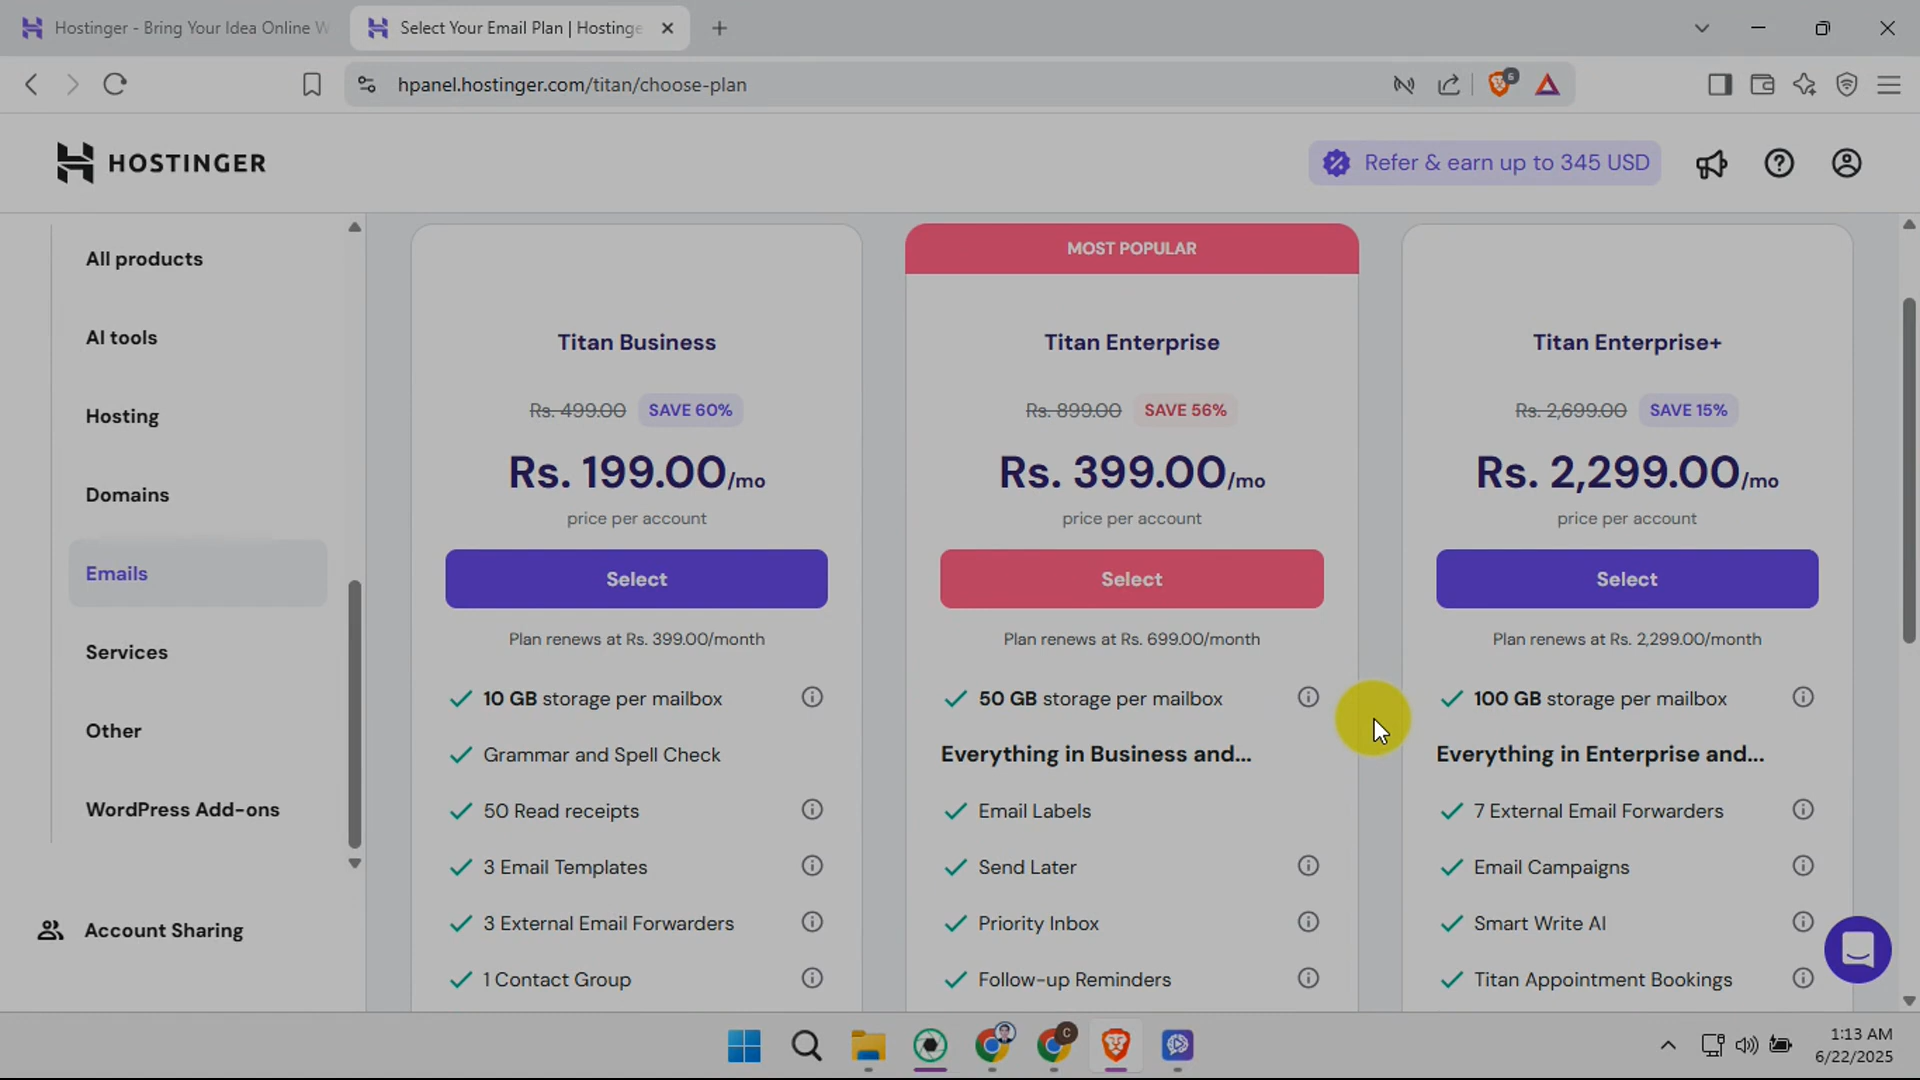 Hostinger - Bring Your Idea Online W
Select Your Email Plan | Hostinge
hpanel.hostinger.com/titan/choose-plan
6
HOSTINGER
Refer & earn up to 345 USD
All products
AI tools
Hosting
Domains
Emails
Services
Other
WordPress Add-ons
Account Sharing
Titan Business
Rs. 499.00 SAVE 60%
Rs. 199.00/mo
price per account
Select
Plan renews at Rs. 399.00/month
10 GB storage per mailbox
Grammar and Spell Check
50 Read receipts
3 Email Templates
3 External Email Forwarders
1 Contact Group
MOST POPULAR
Titan Enterprise
Rs. 899.00 SAVE 56%
Rs. 399.00/mo
price per account
Select
Plan renews at Rs. 699.00/month
50 GB storage per mailbox
Everything in Business and...
Email Labels
Send Later
Priority Inbox
Follow-up Reminders
Titan Enterprise+
Rs. 2,699.00 SAVE 15%
Rs. 2,299.00/mo
price per account
Select
Plan renews at Rs. 2,299.00/month
100 GB storage per mailbox
Everything in Enterprise and...
7 External Email Forwarders
Email Campaigns
Smart Write AI
Titan Appointment Bookings
C
1:13 AM
6/22/2025